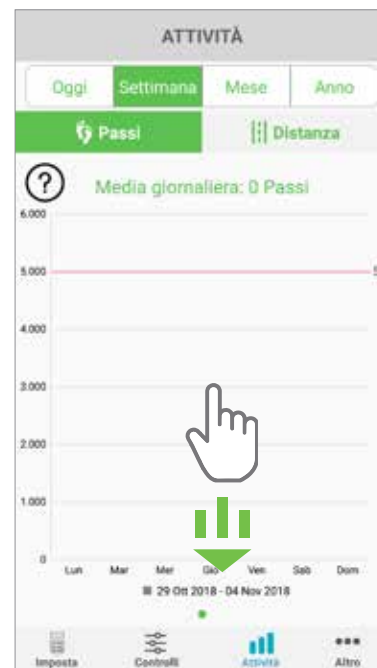 ATTIVITÀ
Oggi Settimana Mese Anno
Passi Distanza
? Media giornaliera: 0 Passi
6.000
5.000
4.000
3.000
2.000
1.000
0
Lun Mar Mer Gio Ven Sab Dom
29 Ott 2018 - 04 Nov 2018
Imposta Controlli Attività Altro